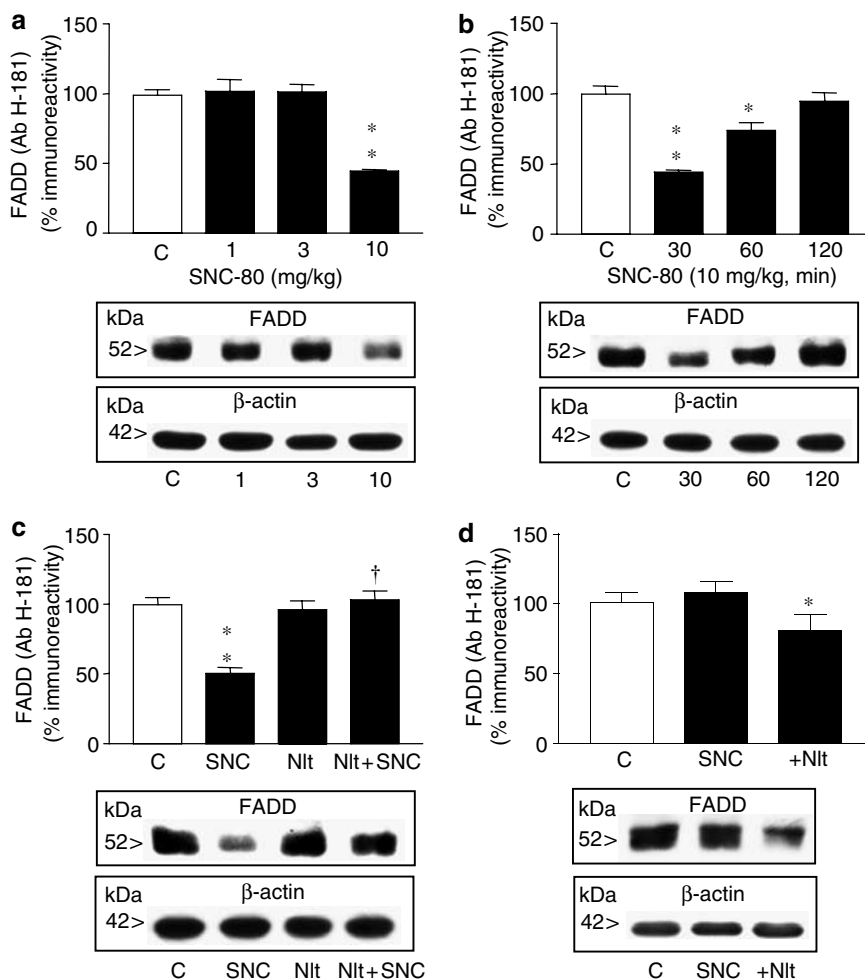 a
FADD (Ab H-181)
(% immunoreactivity)
150
100
50
0
**
C 1 3 10
SNC-80 (mg/kg)
kDa FADD
52>
kDa β-actin
42>
C 1 3 10
b
FADD (Ab H-181)
(% immunoreactivity)
150
100
50
0
**
*
C 30 60 120
SNC-80 (10 mg/kg, min)
kDa FADD
52>
kDa β-actin
42>
C 30 60 120
c
FADD (Ab H-181)
(% immunoreactivity)
150
100
50
0
**
†
C SNC Nlt Nlt+SNC
kDa FADD
52>
kDa β-actin
42>
C SNC Nlt Nlt+SNC
d
FADD (Ab H-181)
(% immunoreactivity)
150
100
50
0
*
C SNC +Nlt
kDa FADD
52>
kDa β-actin
42>
C SNC +Nlt